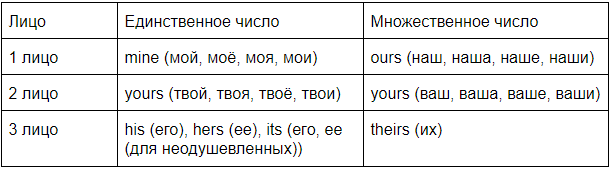 Лицо Единственное число Множественное число
1 лицо mine (мой, моё, моя, мои) ours (наш, наша, наше, наши)
2 лицо yours (твой, твоя, твоё, твои) yours (ваш, ваша, ваше, ваши)
3 лицо his (его), hers (ее), its (его, ее theirs (их)
(для неодушевленных))